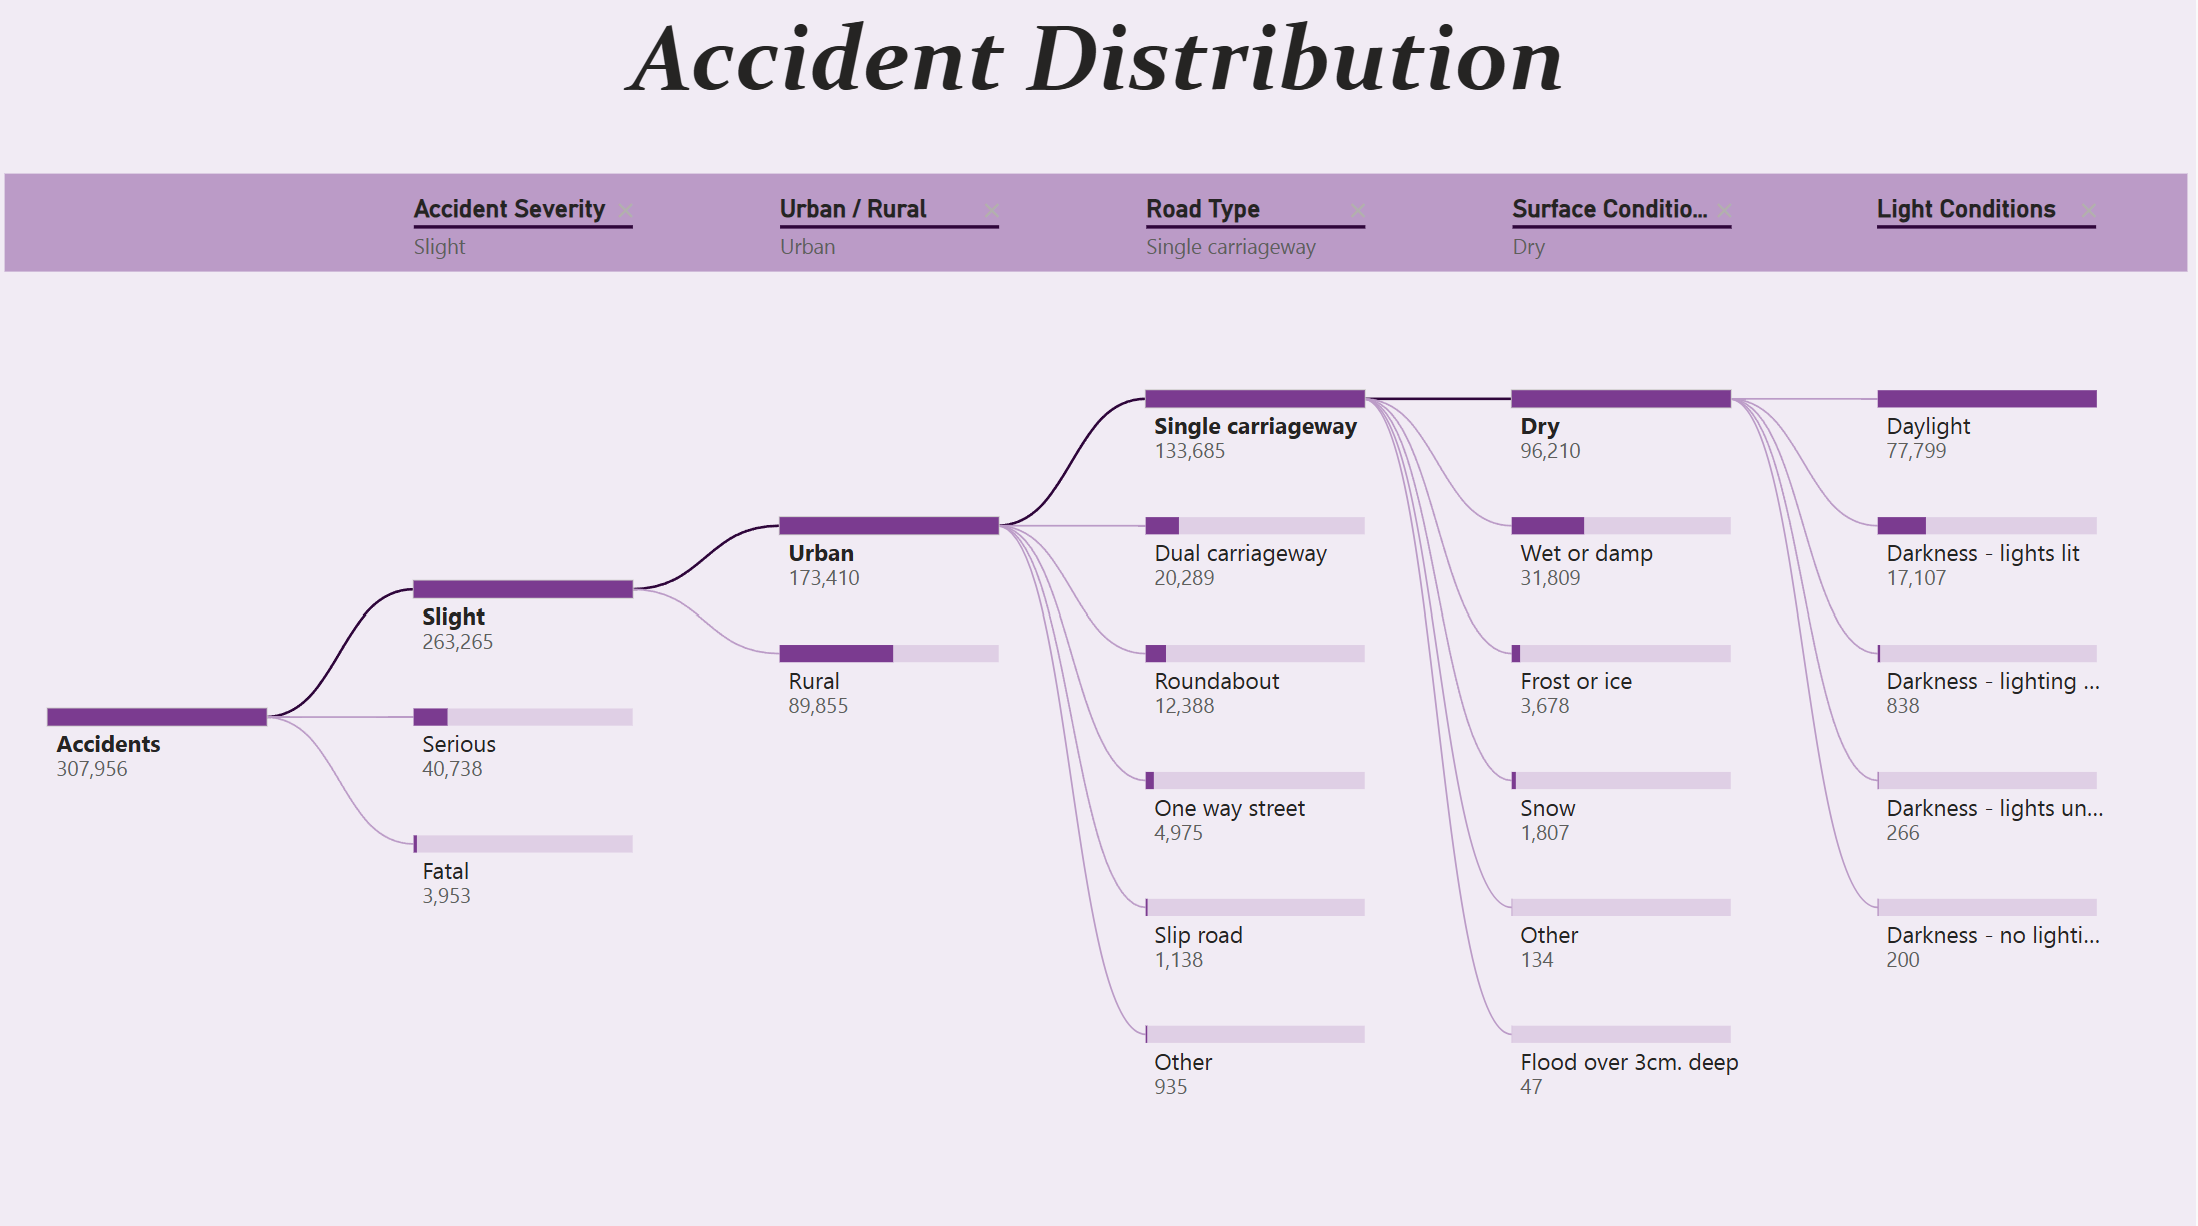 Accident Distribution
Accident Severity
Slight
Urban / Rural
Urban
Road Type
Single carriageway
Surface Conditio...
Dry
Light Conditions
Accidents
307,956
Slight
263,265
Serious
40,738
Fatal
3,953
Urban
173,410
Rural
89,855
Single carriageway
133,685
Dual carriageway
20,289
Roundabout
12,388
One way street
4,975
Slip road
1,138
Other
935
Dry
96,210
Wet or damp
31,809
Frost or ice
3,678
Snow
1,807
Other
134
Flood over 3cm. deep
47
Daylight
77,799
Darkness - lights lit
17,107
Darkness - lighting ...
838
Darkness - lights un...
266
Darkness - no lighti...
200